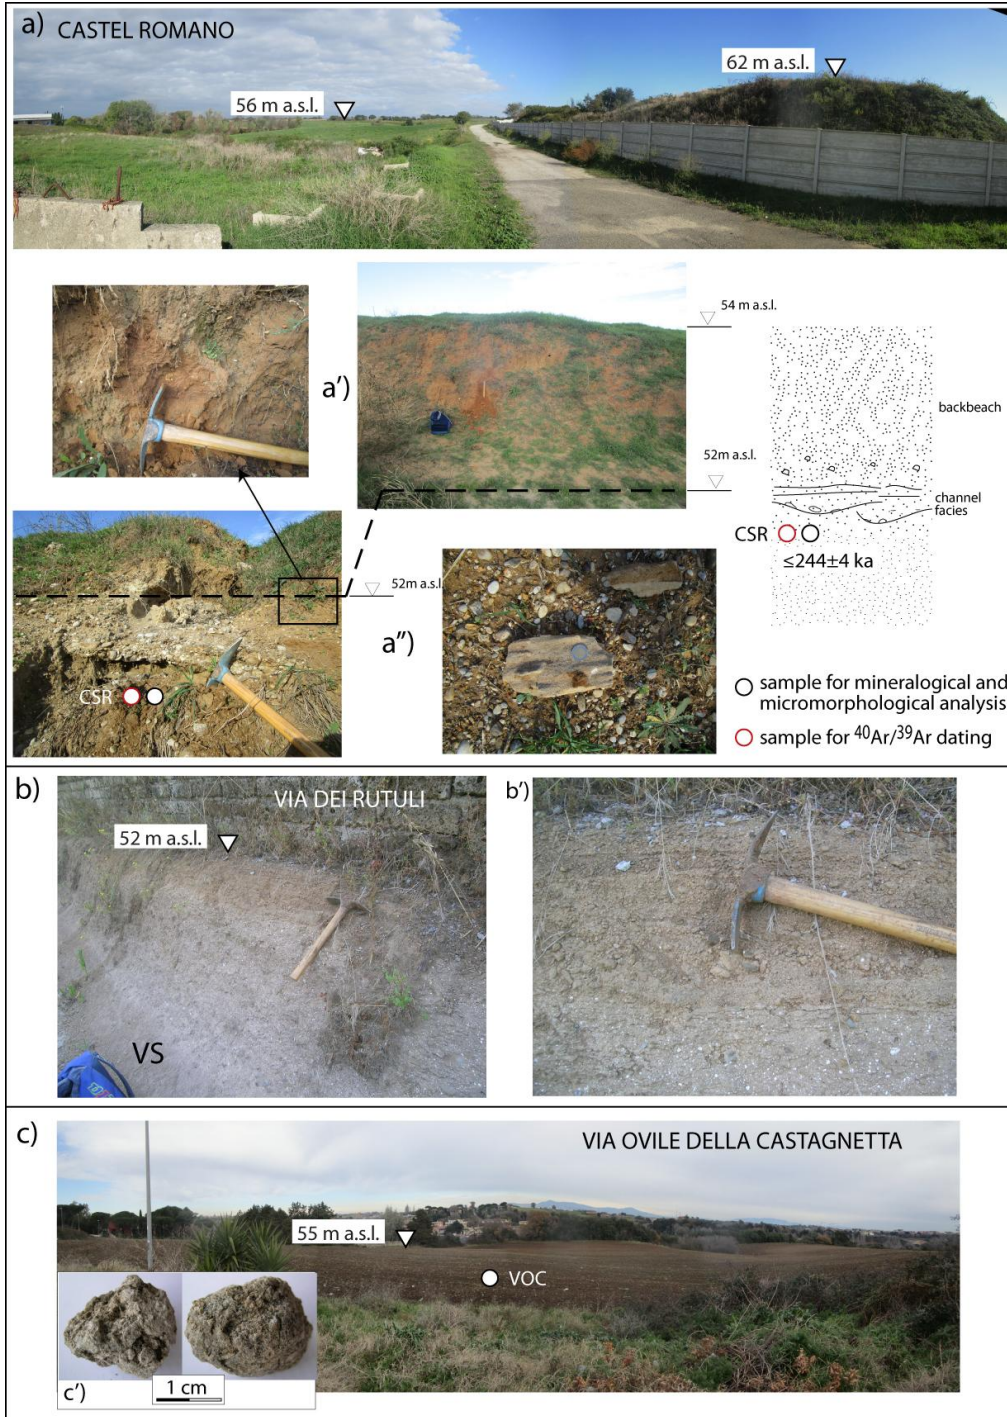 a) CASTEL ROMANO
62 m a.s.l.
56 m a.s.l.
a')
54 m a.s.l.
backbeach
52m a.s.l.
channel
facies
CSR
≤244±4 ka
52m a.s.l.
a")
CSR
sample for mineralogical and
micromorphological analysis
sample for ⁴⁰Ar/³⁹Ar dating
b)
VIA DEI RUTULI
52 m a.s.l.
VS
b')
c)
VIA OVILE DELLA CASTAGNETTA
55 m a.s.l.
VOC
c')
1 cm